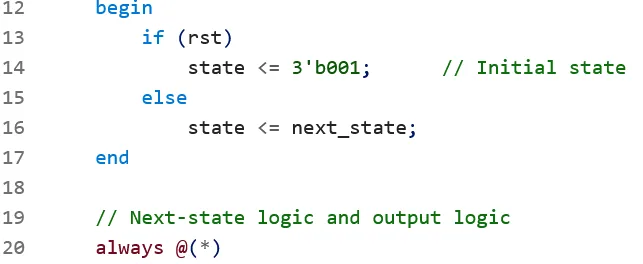 12 begin
13 if (rst)
14 state <= 3'b001; // Initial state
15 else
16 state <= next_state;
17 end
18
19 // Next-state logic and output logic
20 always @(*)